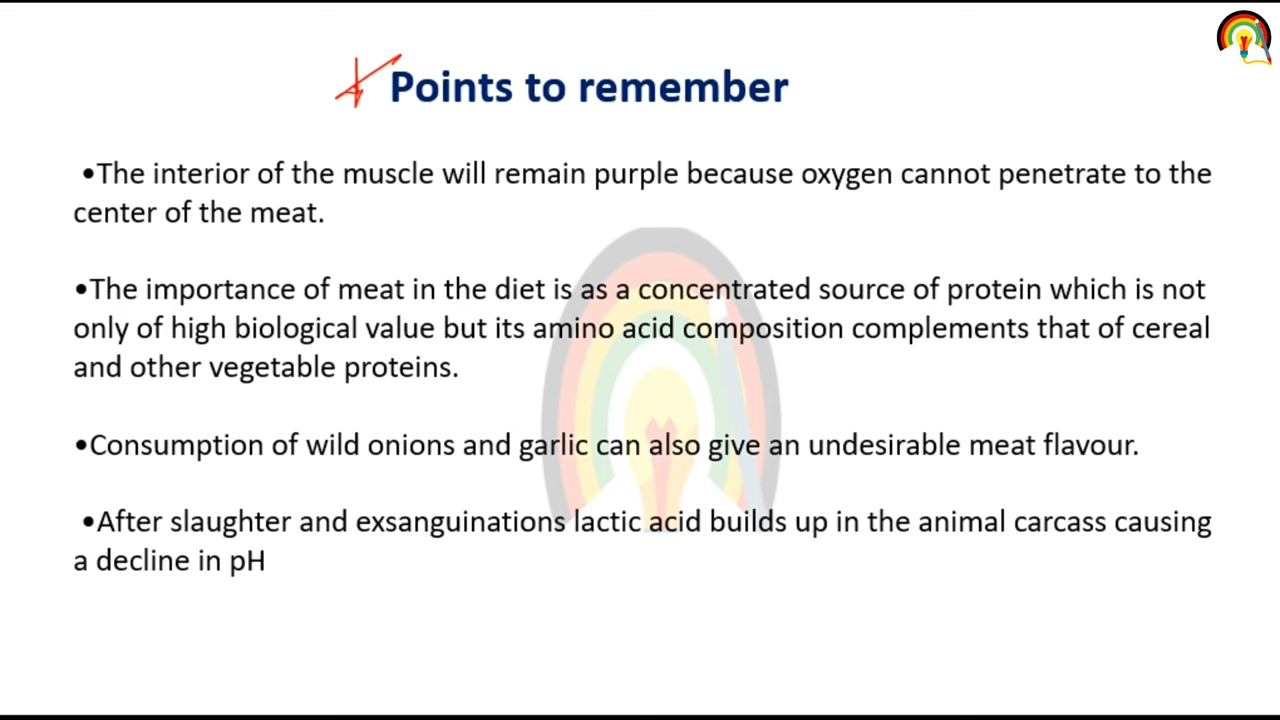 Points to remember
•The interior of the muscle will remain purple because oxygen cannot penetrate to the
center of the meat.
•The importance of meat in the diet is as a concentrated source of protein which is not
only of high biological value but its amino acid composition complements that of cereal
and other vegetable proteins.
•Consumption of wild onions and garlic can also give an undesirable meat flavour.
•After slaughter and exsanguinations lactic acid builds up in the animal carcass causing
a decline in pH